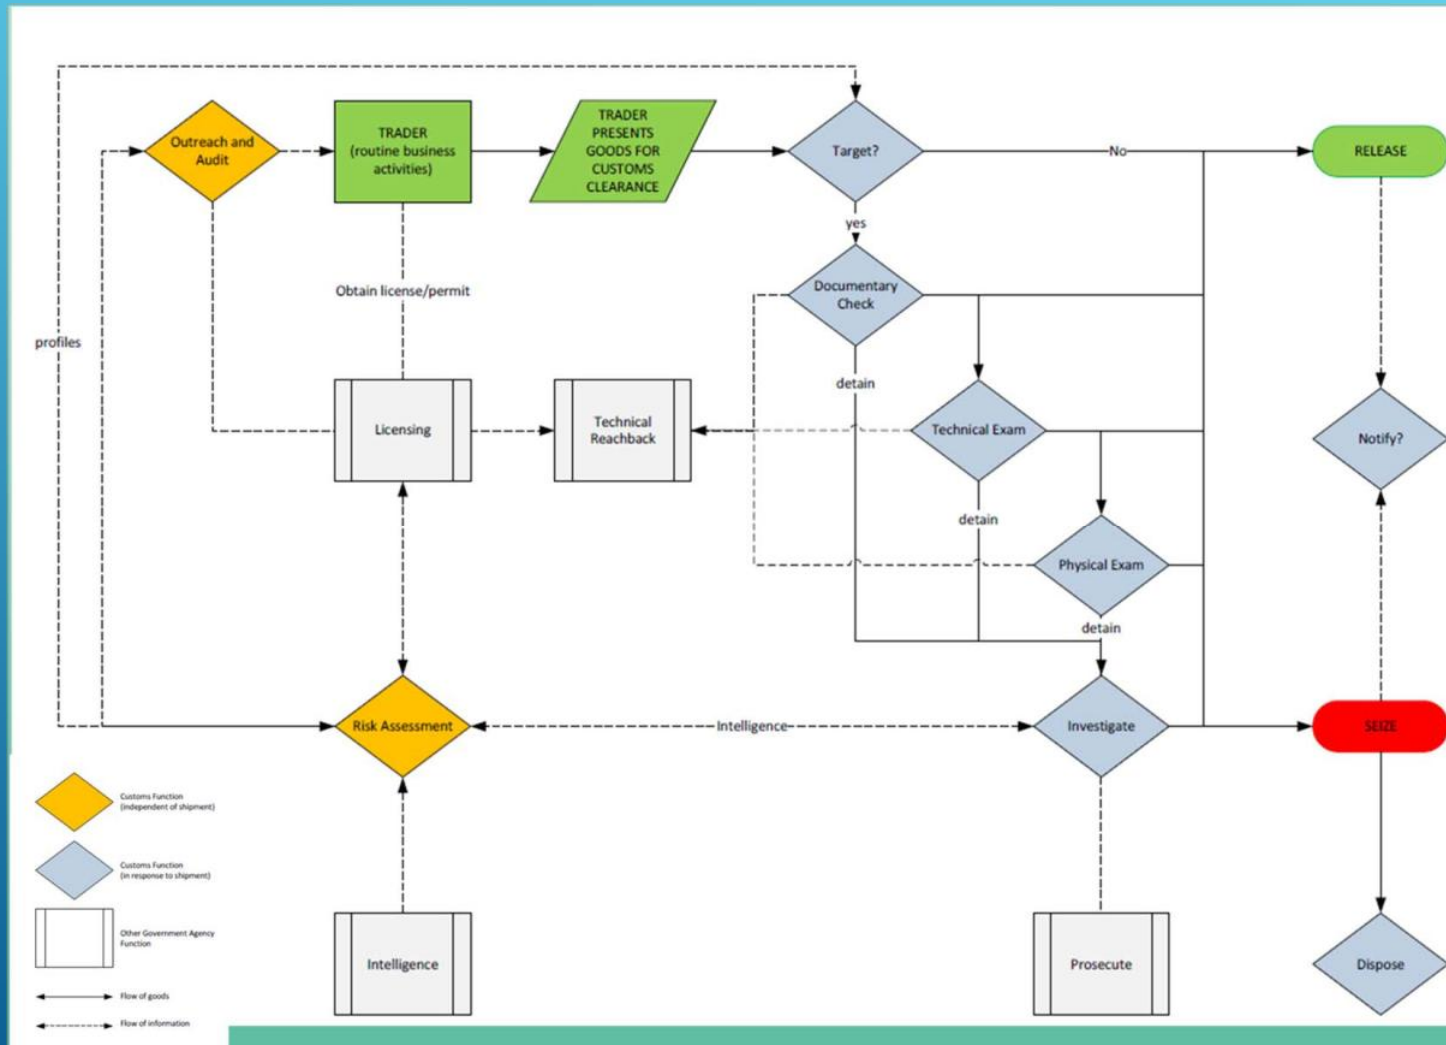 Outreach and
Audit
TRADER
(routine business
activities)
TRADER
PRESENTS
GOODS FOR
CUSTOMS
CLEARANCE
Target?
No
RELEASE
yes
Obtain license/permit
Documentary
Check
profiles
detain
Licensing
Technical
Reachback
Technical Exam
Notify?
detain
Physical Exam
detain
Risk Assessment
Intelligence
Investigate
SEIZE
Customs Function
(independent of shipment)
Customs Function
(in response to shipment)
Other Government Agency
Function
Intelligence
Prosecute
Dispose
Flow of goods
Flow of information